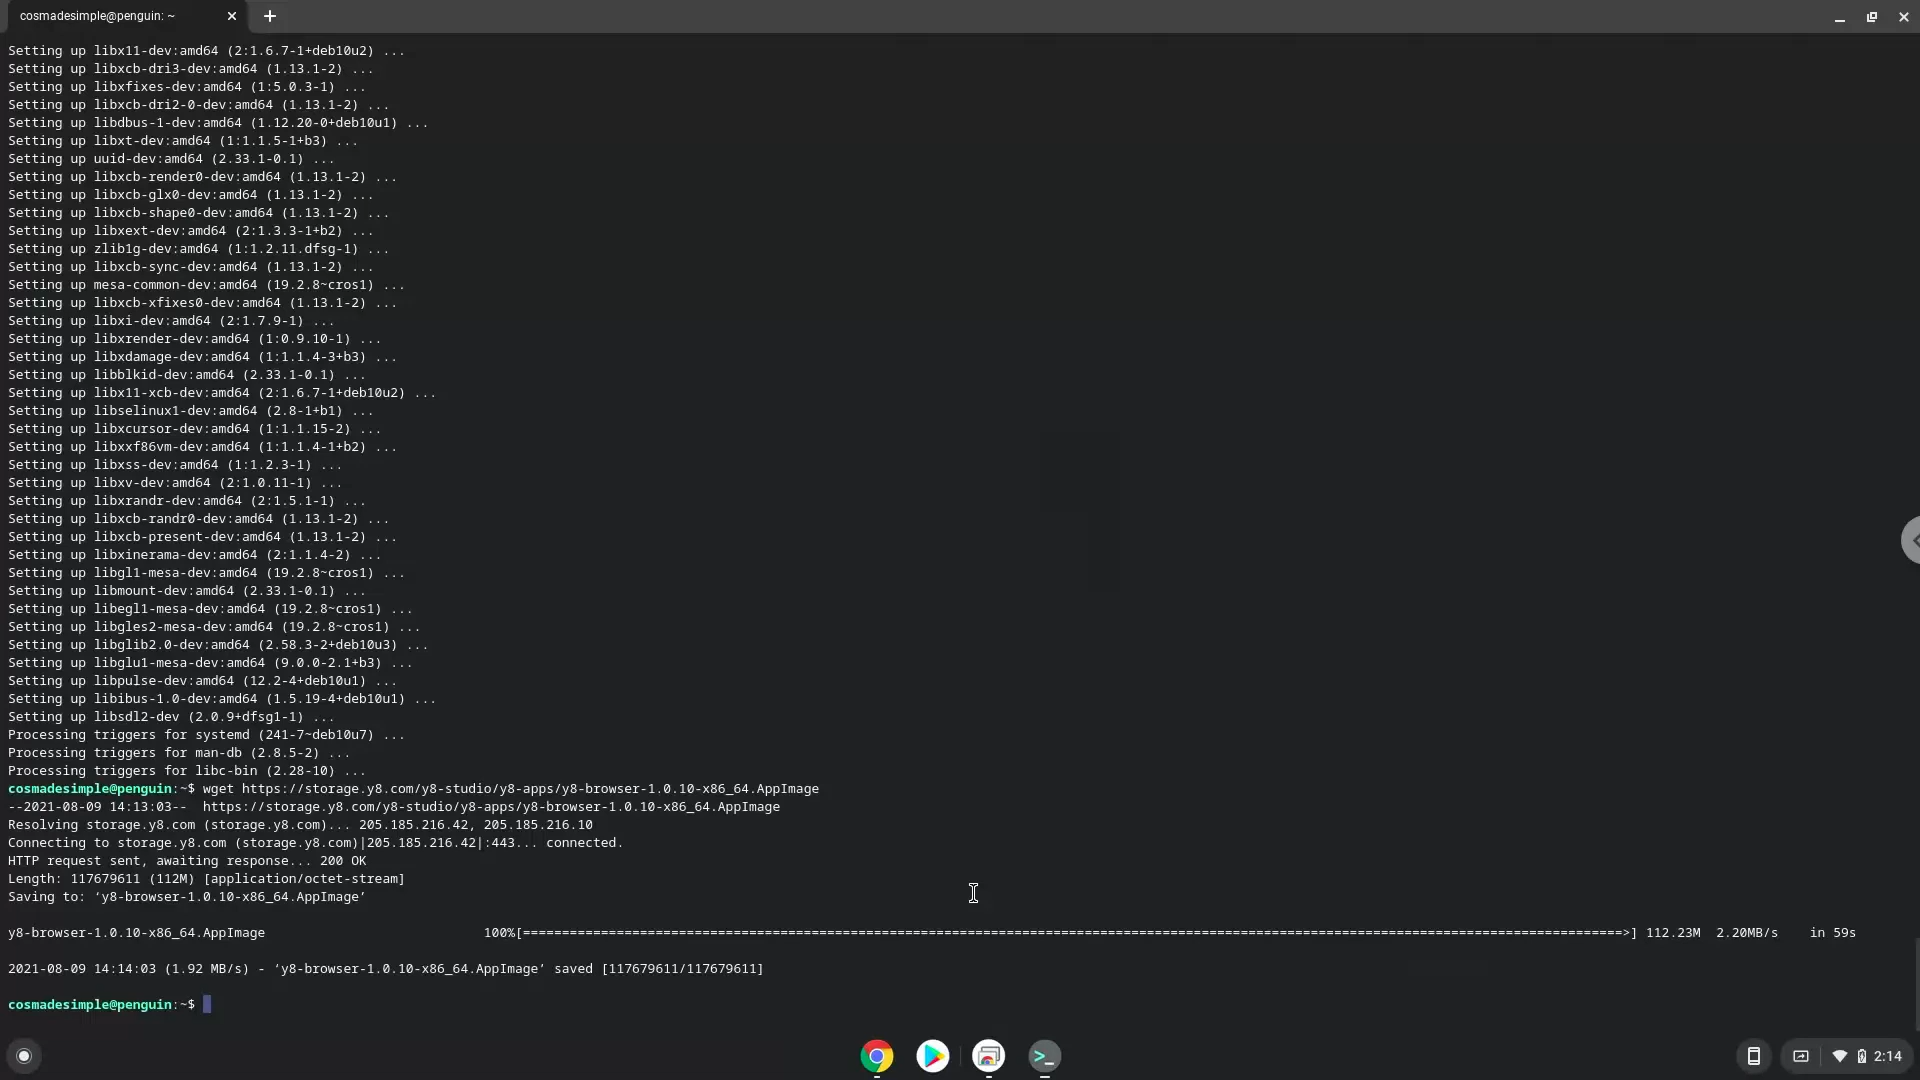 cosmadesimple@penguin: ~
Setting up libx11-dev:amd64 (2:1.6.7-1+deb10u2) ...
Setting up libxcb-dri3-dev:amd64 (1.13.1-2) ...
Setting up libxfixes-dev:amd64 (1:5.0.3-1) ...
Setting up libxcb-dri2-0-dev:amd64 (1.13.1-2) ...
Setting up libdbus-1-dev:amd64 (1.12.20-0+deb10u1) ...
Setting up libxt-dev:amd64 (1:1.1.5-1+b3) ...
Setting up uuid-dev:amd64 (2.33.1-0.1) ...
Setting up libxcb-render0-dev:amd64 (1.13.1-2) ...
Setting up libxcb-glx0-dev:amd64 (1.13.1-2) ...
Setting up libxcb-shape0-dev:amd64 (1.13.1-2) ...
Setting up libxext-dev:amd64 (2:1.3.3-1+b2) ...
Setting up zlib1g-dev:amd64 (1:1.2.11.dfsg-1) ...
Setting up libxcb-sync-dev:amd64 (1.13.1-2) ...
Setting up mesa-common-dev:amd64 (19.2.8~cros1) ...
Setting up libxcb-xfixes0-dev:amd64 (1.13.1-2) ...
Setting up libxi-dev:amd64 (2:1.7.9-1) ...
Setting up libxrender-dev:amd64 (1:0.9.10-1) ...
Setting up libxdamage-dev:amd64 (1:1.1.4-3+b3) ...
Setting up libblkid-dev:amd64 (2.33.1-0.1) ...
Setting up libx11-xcb-dev:amd64 (2:1.6.7-1+deb10u2) ...
Setting up libselinux1-dev:amd64 (2.8-1+b1) ...
Setting up libxcursor-dev:amd64 (1:1.1.15-2) ...
Setting up libxxf86vm-dev:amd64 (1:1.1.4-1+b2) ...
Setting up libxss-dev:amd64 (1:1.2.3-1) ...
Setting up libxv-dev:amd64 (2:1.0.11-1) ...
Setting up libxrandr-dev:amd64 (2:1.5.1-1) ...
Setting up libxcb-randr0-dev:amd64 (1.13.1-2) ...
Setting up libxcb-present-dev:amd64 (1.13.1-2) ...
Setting up libxinerama-dev:amd64 (2:1.1.4-2) ...
Setting up libgl1-mesa-dev:amd64 (19.2.8~cros1) ...
Setting up libmount-dev:amd64 (2.33.1-0.1) ...
Setting up libegl1-mesa-dev:amd64 (19.2.8~cros1) ...
Setting up libgles2-mesa-dev:amd64 (19.2.8~cros1) ...
Setting up libglib2.0-dev:amd64 (2.58.3-2+deb10u3) ...
Setting up libglu1-mesa-dev:amd64 (9.0.0-2.1+b3) ...
Setting up libpulse-dev:amd64 (12.2-4+deb10u1) ...
Setting up libibus-1.0-dev:amd64 (1.5.19-4+deb10u1) ...
Setting up libsdl2-dev (2.0.9+dfsg1-1) ...
Processing triggers for systemd (241-7~deb10u7) ...
Processing triggers for man-db (2.8.5-2) ...
Processing triggers for libc-bin (2.28-10) ...
cosmadesimple@penguin:~$ wget https://storage.y8.com/y8-studio/y8-apps/y8-browser-1.0.10-x86_64.AppImage
--2021-08-09 14:13:03--  https://storage.y8.com/y8-studio/y8-apps/y8-browser-1.0.10-x86_64.AppImage
Resolving storage.y8.com (storage.y8.com)... 205.185.216.42, 205.185.216.10
Connecting to storage.y8.com (storage.y8.com)|205.185.216.42|:443... connected.
HTTP request sent, awaiting response... 200 OK
Length: 117679611 (112M) [application/octet-stream]
Saving to: ‘y8-browser-1.0.10-x86_64.AppImage’
y8-browser-1.0.10-x86_64.AppImage 100%[=============================================================================================================================================>] 112.23M 2.20MB/s in 59s
2021-08-09 14:14:03 (1.92 MB/s) - ‘y8-browser-1.0.10-x86_64.AppImage’ saved [117679611/117679611]
cosmadesimple@penguin:~$
2:14